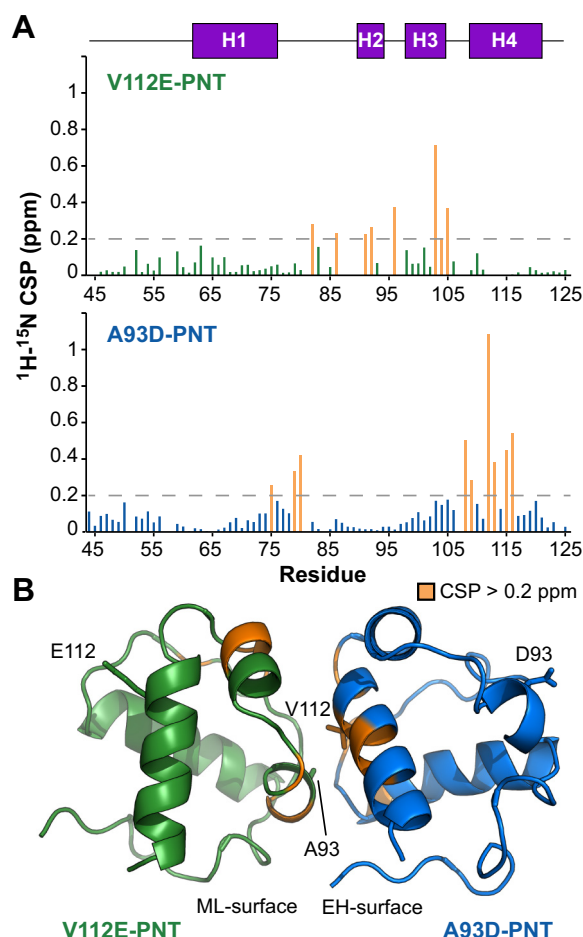 A
H1 H2 H3 H4
V112E-PNT
1
0.8
0.6
0.4
0.2
0
45 55 65 75 85 95 105 115 125
¹H-¹⁵N CSP (ppm)
A93D-PNT
1
0.8
0.6
0.4
0.2
0
45 55 65 75 85 95 105 115 125
Residue
B
CSP > 0.2 ppm
E112
D93
V112
A93
ML-surface EH-surface
V112E-PNT A93D-PNT